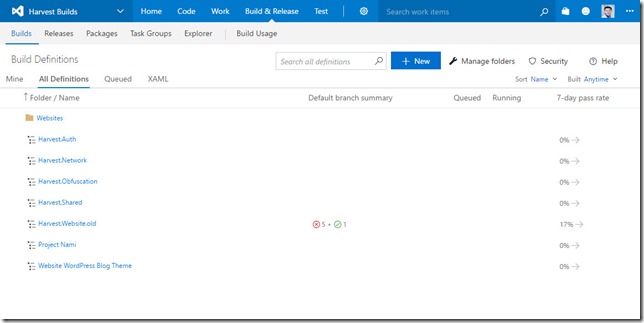 Harvest Builds Home Code Work Build & Release Test Search work items
Builds Releases Packages Task Groups Explorer Build Usage
Build Definitions Search all definitions + New Manage folders Security Help
Mine All Definitions Queued XAML Sort Name Built Anytime
↑ Folder / Name Default branch summary Queued Running 7-day pass rate
Websites
Harvest.Auth 0% →
Harvest.Network 0% →
Harvest.Obfuscation 0% →
Harvest.Shared 0% →
Harvest.Website.old 5 + 1 17% →
Project Nami 0% →
Website WordPress Blog Theme 0% →